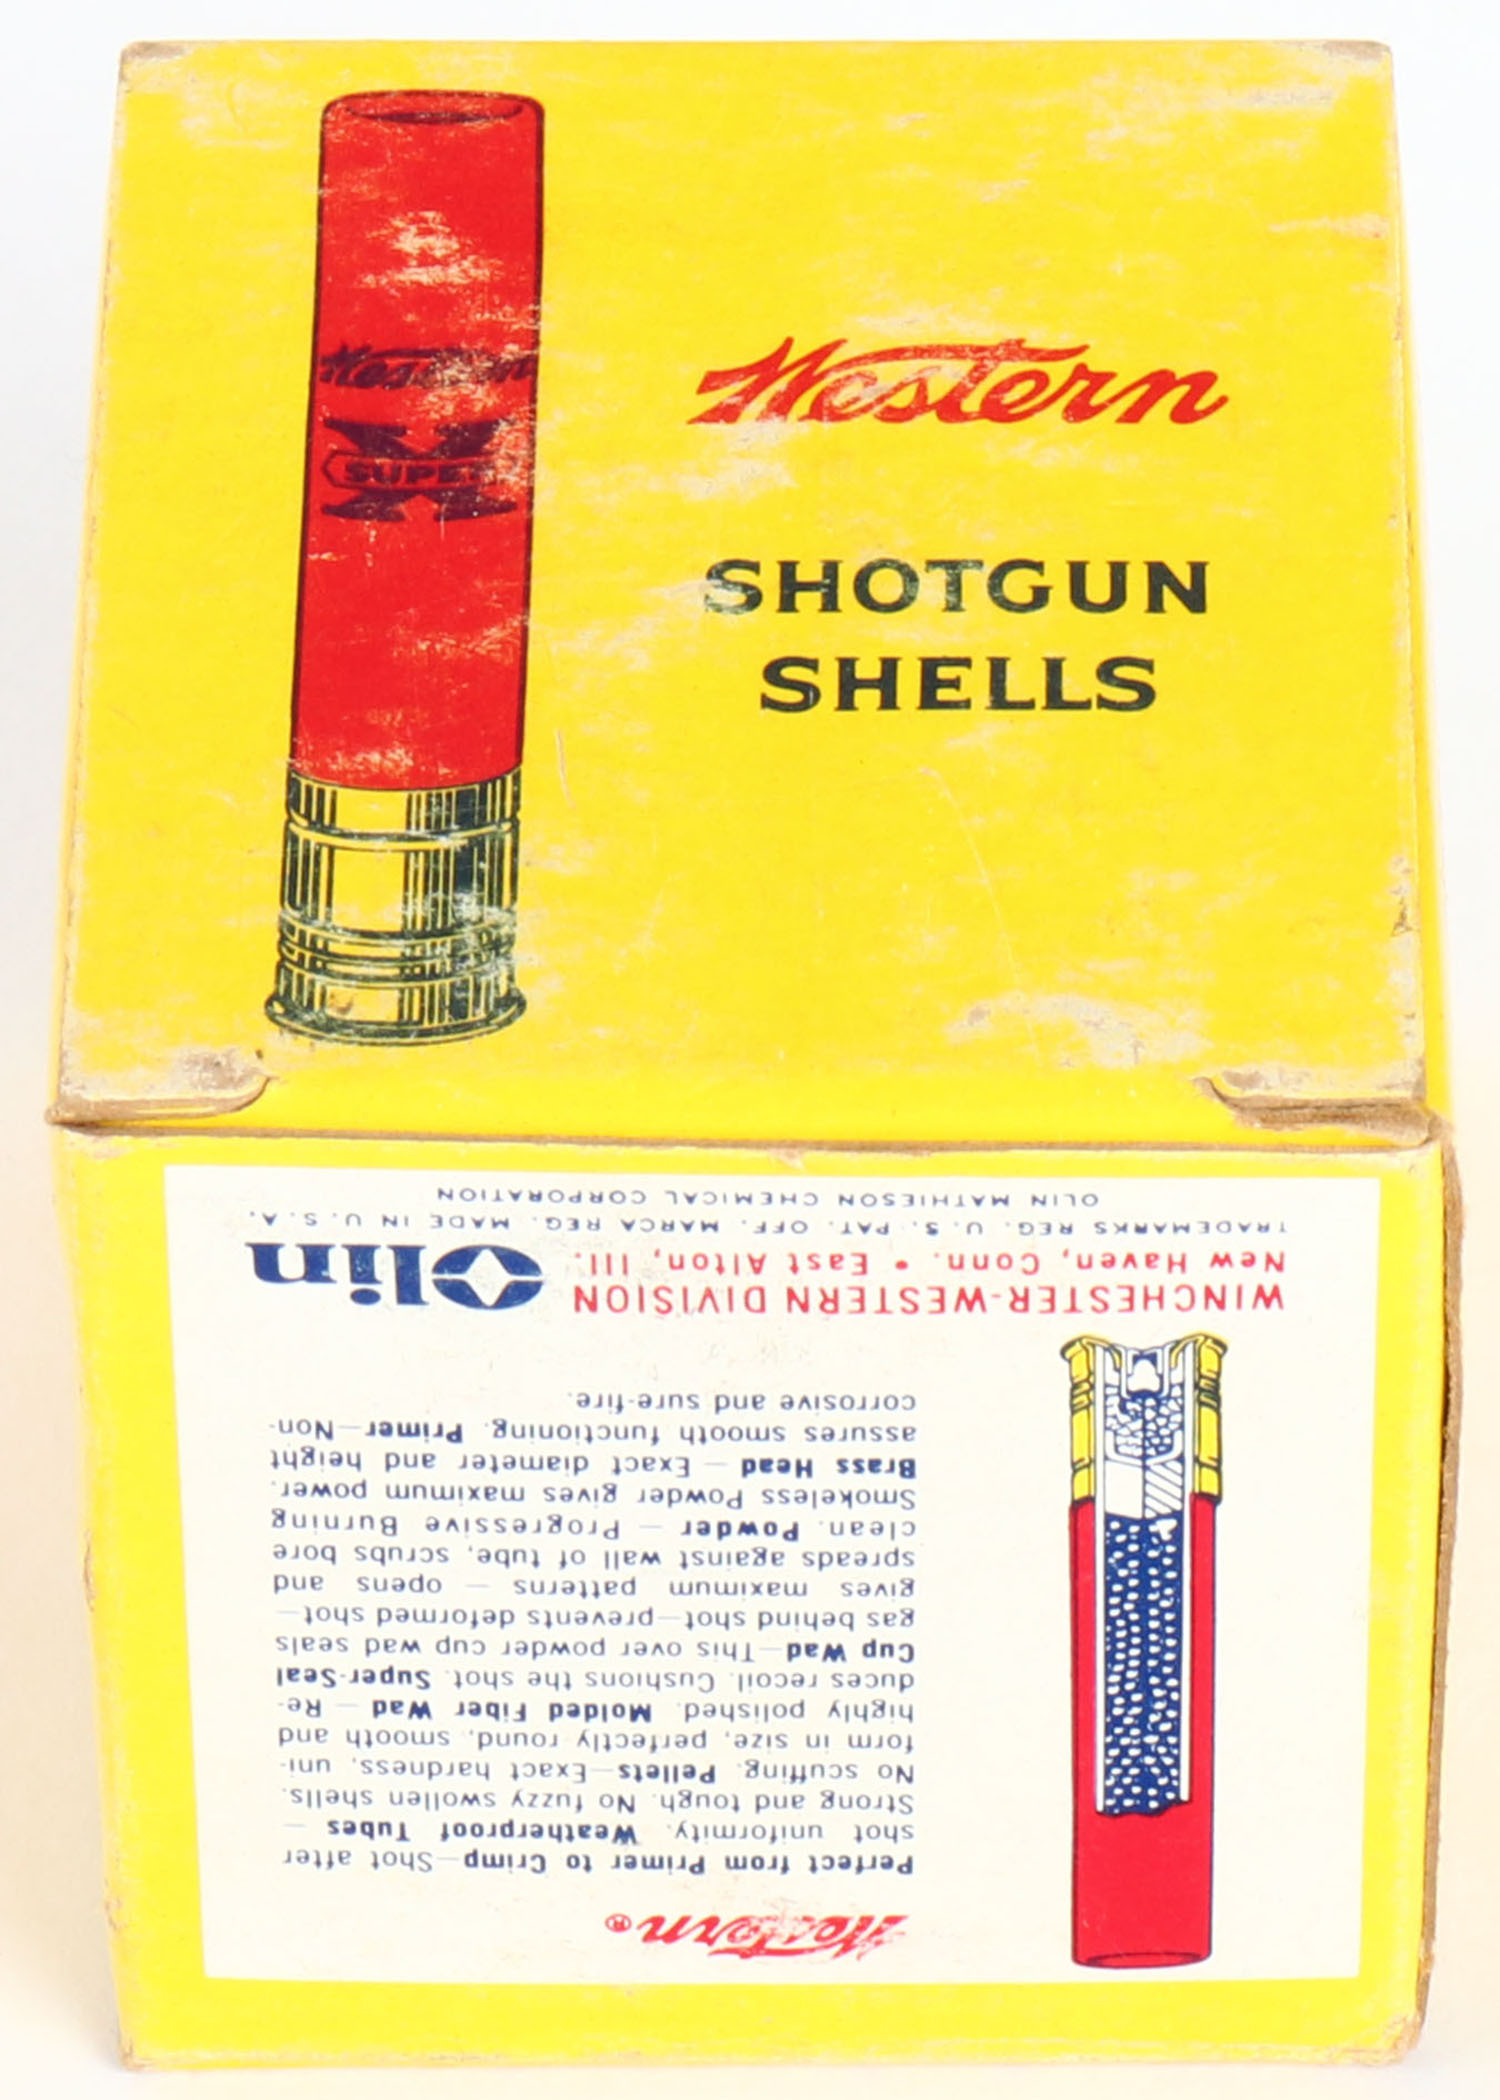 Western
SUPER X
Western
SHOTGUN
SHELLS
Western®
Perfect from Primer to Crimp—Shot after
shot uniformity. Weatherproof Tubes —
Strong and tough. No fuzzy swollen shells.
No scuffing. Pellets—Exact hardness, uni-
form in size, perfectly round, smooth and
highly polished. Molded Fiber Wad — Re-
duces recoil. Cushions the shot. Super-Seal
Cup Wad—This over powder cup wad seals
gas behind shot—prevents deformed shot—
gives maximum patterns — opens and
spreads against wall of tube, scrubs bore
clean. Powder — Progressive Burning
Smokeless Powder gives maximum power.
Brass Head — Exact diameter and height
assures smooth functioning. Primer—Non-
corrosive and sure-fire.
WINCHESTER-WESTERN DIVISION
New Haven, Conn. • East Alton, Ill.
Olin
TRADEMARKS REG. U. S. PAT. OFF. MARCA REG. MADE IN U. S. A.
OLIN MATHIESON CHEMICAL CORPORATION